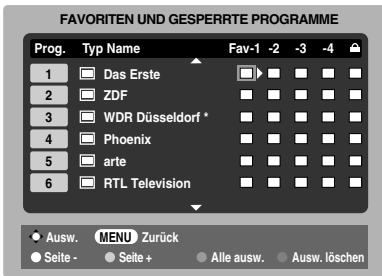 FAVORITEN UND GESPERRTE PROGRAMME
Prog. Typ Name Fav-1 -2 -3 -4
1 Das Erste
2 ZDF
3 WDR Düsseldorf *
4 Phoenix
5 arte
6 RTL Television
Ausw. MENU Zurück
Seite - Seite + Alle ausw. Ausw. löschen